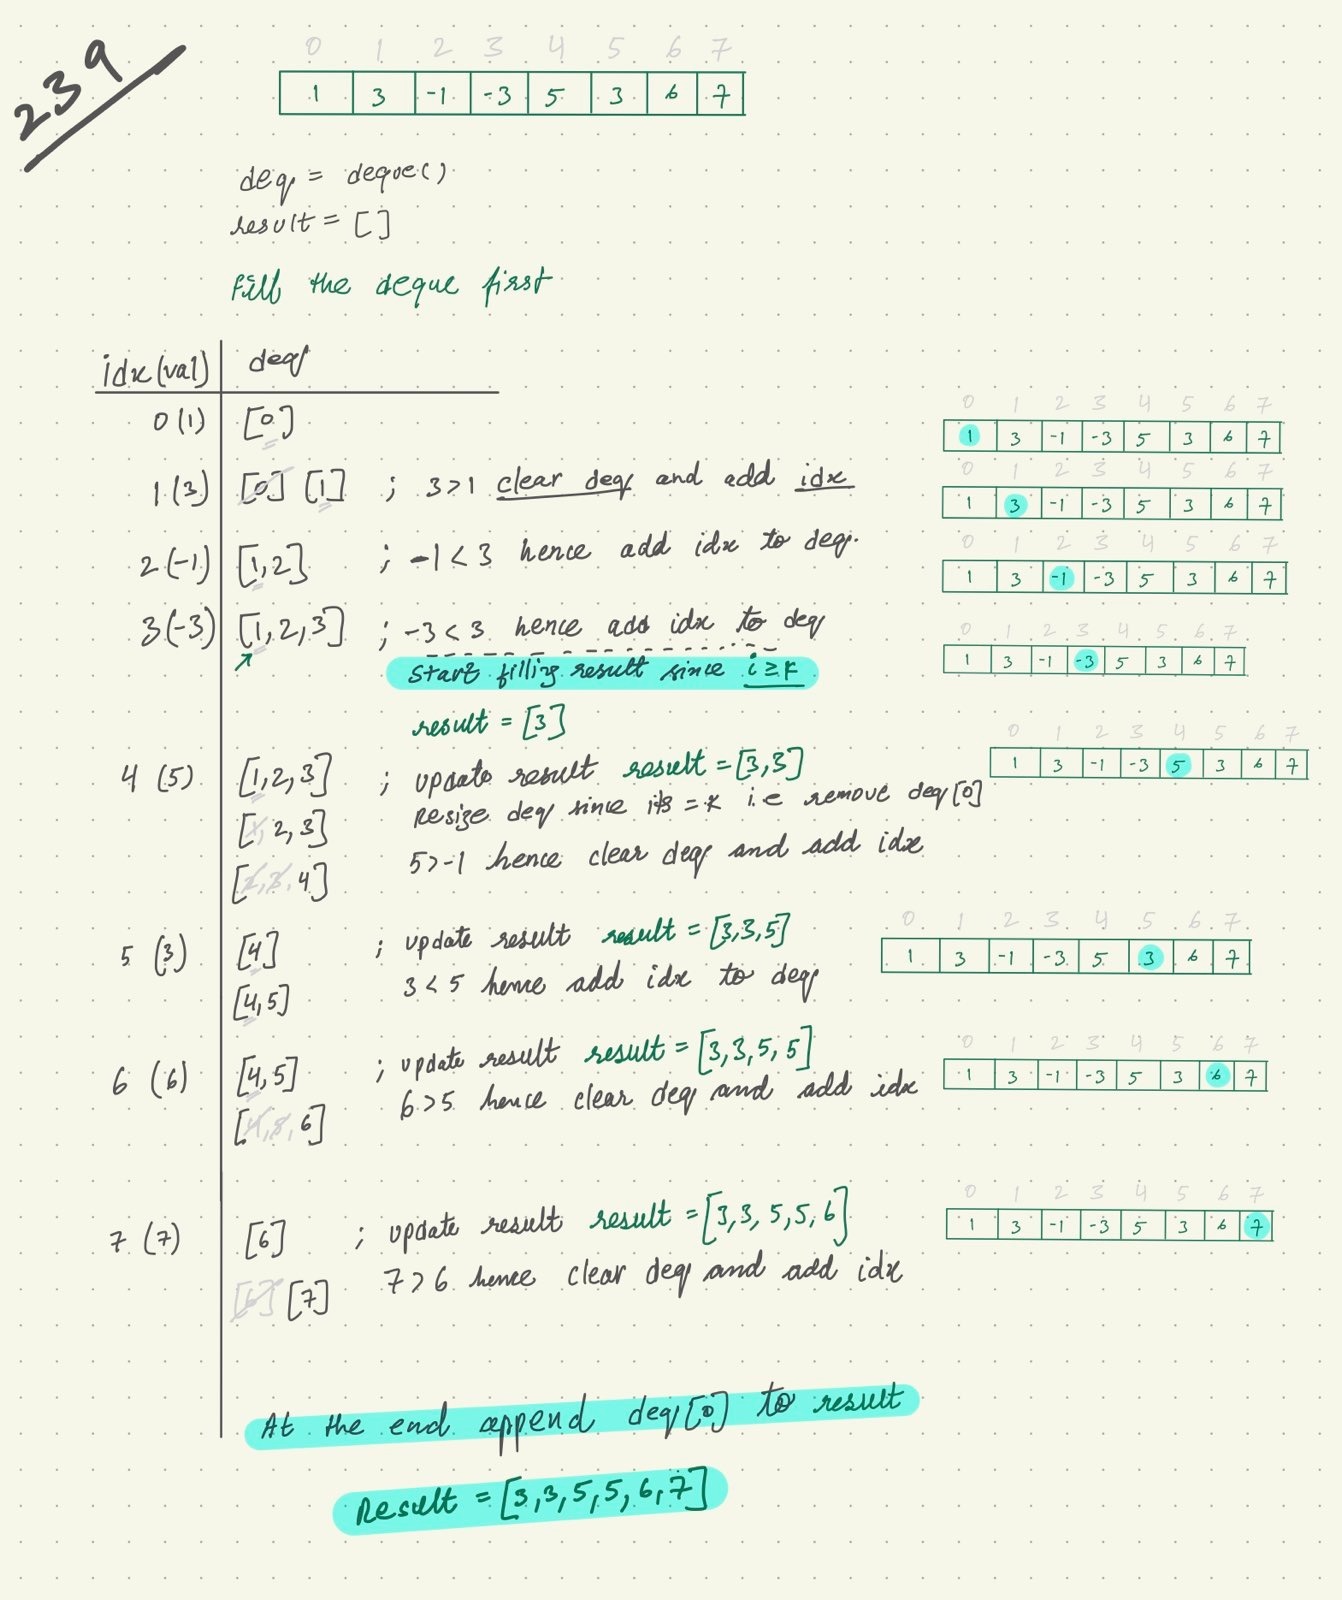 239
0 1 2 3 4 5 6 7
1 3 -1 -3 5 3 6 7
deq = deque()
result = []
Fill the deque first
idx(val) deq
0 (1) [0]
0 1 2 3 4 5 6 7
1 3 -1 -3 5 3 6 7
1 (3) [0] [1] ; 3>1 clear deq and add idx
0 1 2 3 4 5 6 7
1 3 -1 -3 5 3 6 7
2 (-1) [1,2] ; -1<3 hence add idx to deq.
0 1 2 3 4 5 6 7
1 3 -1 -3 5 3 6 7
3(-3) [1,2,3] ; -3<3 hence add idx to deq
0 1 2 3 4 5 6 7
1 3 -1 -3 5 3 6 7
Start filling result since i≥k
result = [3]
0 1 2 3 4 5 6 7
1 3 -1 -3 5 3 6 7
4 (5) [1,2,3] ; update result result = [3,3]
Resize deq since = k i.e remove deq[0]
[1, 2,3]
5>-1 hence clear deq and add idx
[2,3, 4]
0 1 2 3 4 5 6 7
1 3 -1 -3 5 3 6 7
5 (3) [4] ; update result result = [3,3,5]
3<5 hence add idx to deq
[4,5]
0 1 2 3 4 5 6 7
1 3 -1 -3 5 3 6 7
6 (6) [4,5] ; update result result = [3,3,5,5]
6>5 hence clear deq and add idx
[4,5, 6]
0 1 2 3 4 5 6 7
1 3 -1 -3 5 3 6 7
7 (7) [6] ; update result result = [3,3,5,5,6]
7>6 hence clear deq and add idx
[6] [7]
At the end append deq[0] to result
Result = [3,3,5,5,6,7]